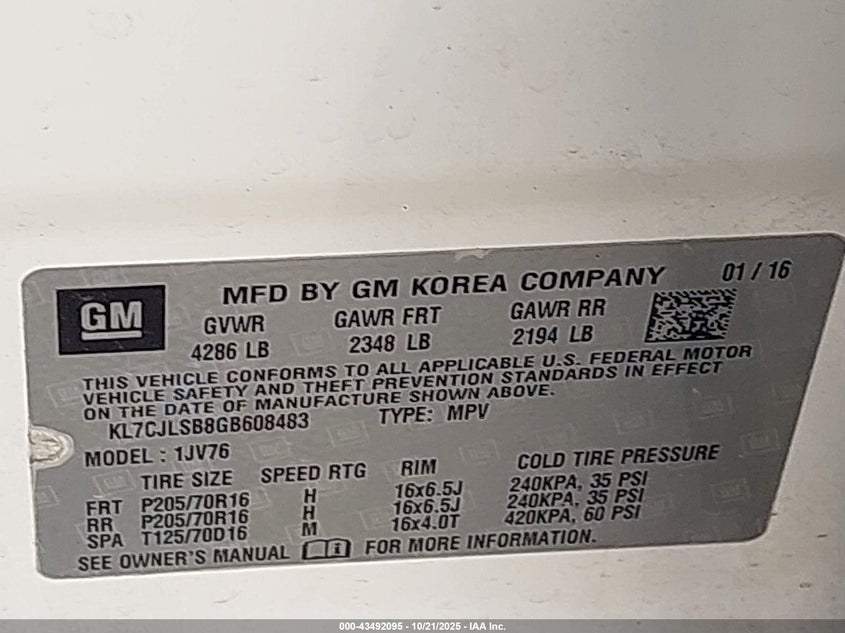 GM
MFD BY GM KOREA COMPANY 01 / 16
GVWR GAWR FRT GAWR RR
4286 LB 2348 LB 2194 LB
THIS VEHICLE CONFORMS TO ALL APPLICABLE U.S. FEDERAL MOTOR
VEHICLE SAFETY AND THEFT PREVENTION STANDARDS IN EFFECT
ON THE DATE OF MANUFACTURE SHOWN ABOVE.
KL7CJLSB8GB608483 TYPE: MPV
MODEL : 1JV76
TIRE SIZE SPEED RTG RIM COLD TIRE PRESSURE
FRT P205/70R16 H 16x6.5J 240KPA, 35 PSI
RR P205/70R16 H 16x6.5J 240KPA, 35 PSI
SPA T125/70D16 M 16x4.0T 420KPA, 60 PSI
SEE OWNER'S MANUAL i FOR MORE INFORMATION.
000-43492095 - 10/21/2025 - IAA Inc.